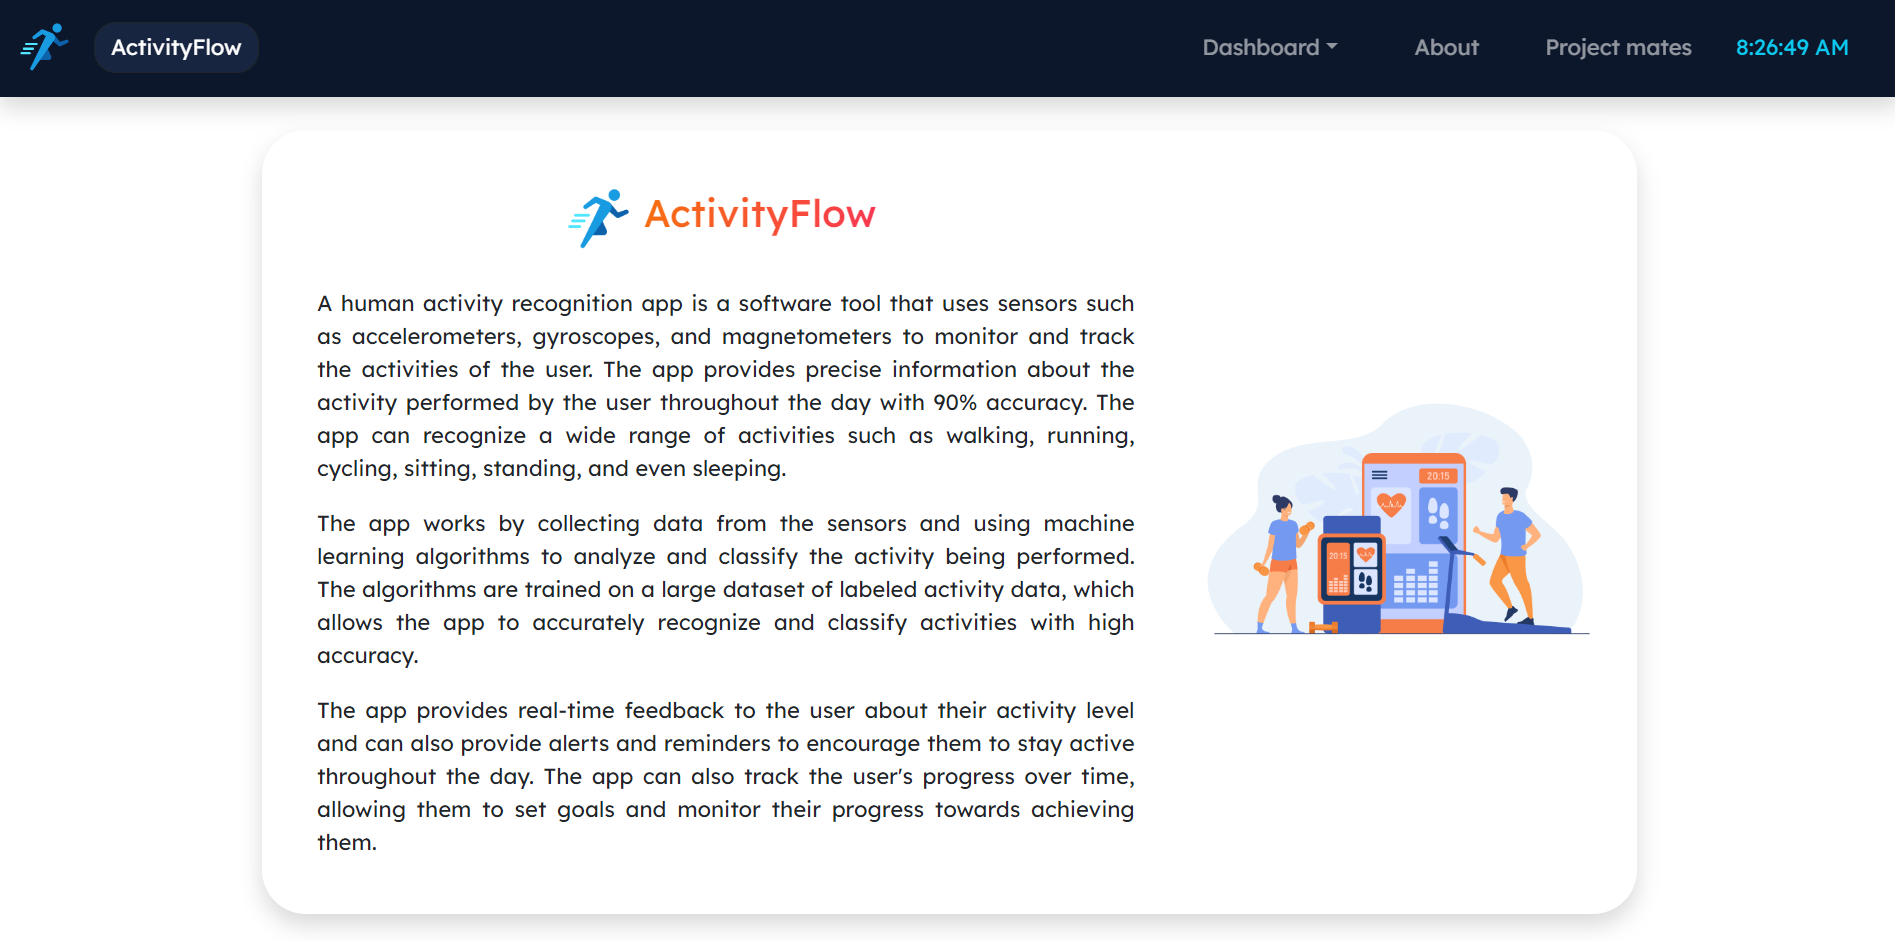 ActivityFlow
Dashboard
About
Project mates
8:26:49 AM
ActivityFlow
A human activity recognition app is a software tool that uses sensors such
as accelerometers, gyroscopes, and magnetometers to monitor and track
the activities of the user. The app provides precise information about the
activity performed by the user throughout the day with 90% accuracy. The
app can recognize a wide range of activities such as walking, running,
cycling, sitting, standing, and even sleeping.
The app works by collecting data from the sensors and using machine
learning algorithms to analyze and classify the activity being performed.
The algorithms are trained on a large dataset of labeled activity data, which
allows the app to accurately recognize and classify activities with high
accuracy.
The app provides real-time feedback to the user about their activity level
and can also provide alerts and reminders to encourage them to stay active
throughout the day. The app can also track the user's progress over time,
allowing them to set goals and monitor their progress towards achieving
them.
20:15
20:15